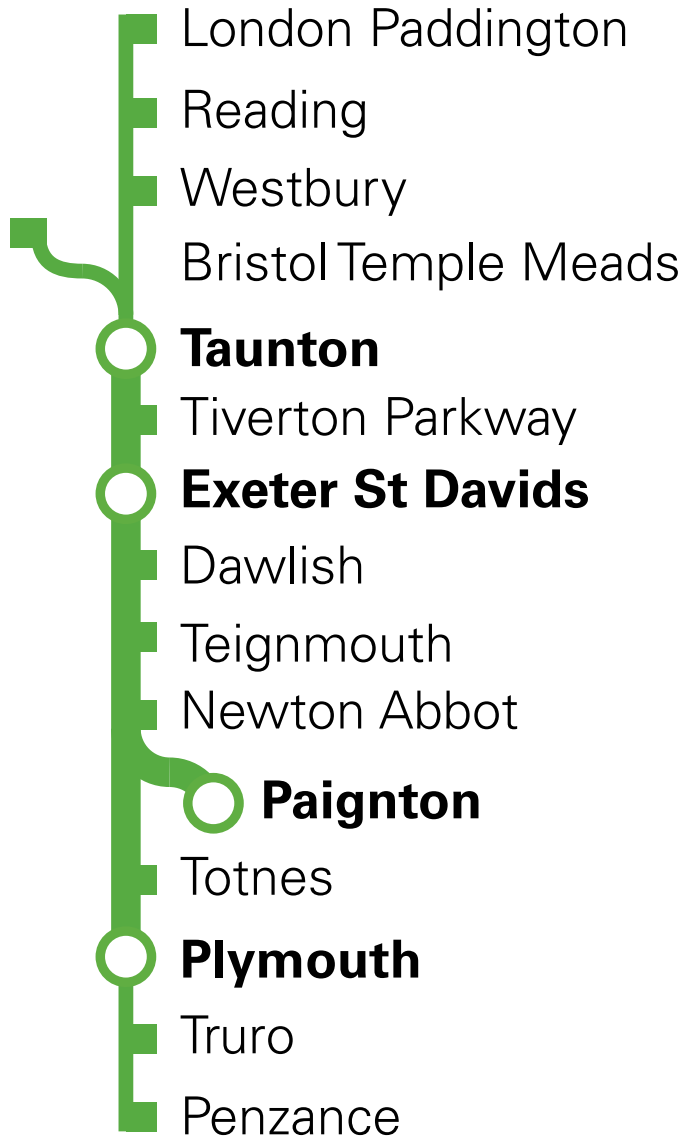 London Paddington
Reading
Westbury
Bristol Temple Meads
Taunton
Tiverton Parkway
Exeter St Davids
Dawlish
Teignmouth
Newton Abbot
Paignton
Totnes
Plymouth
Truro
Penzance